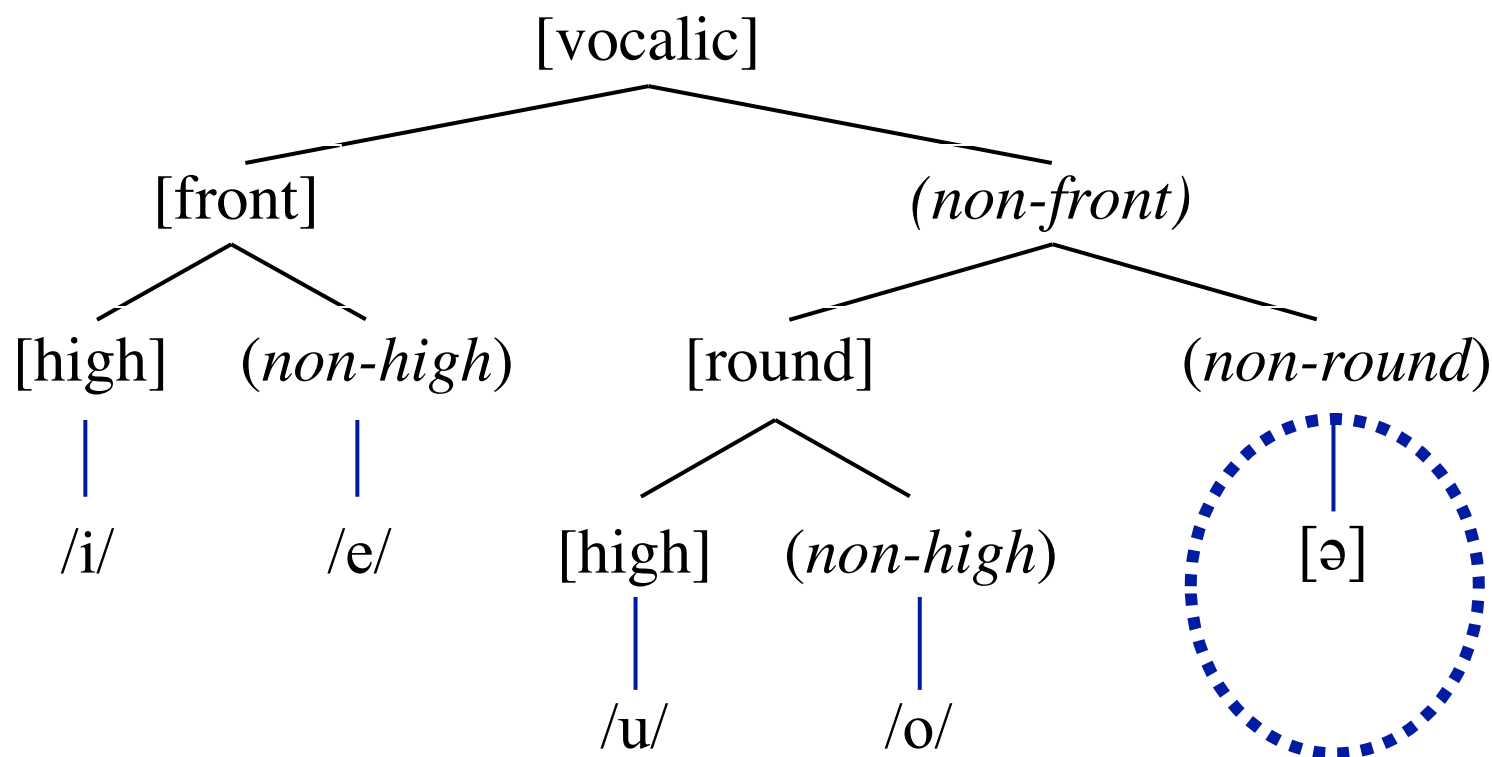 [vocalic]
[front] (non-front)
[high] (non-high) [round] (non-round)
/i/ /e/ [high] (non-high) [ə]
/u/ /o/